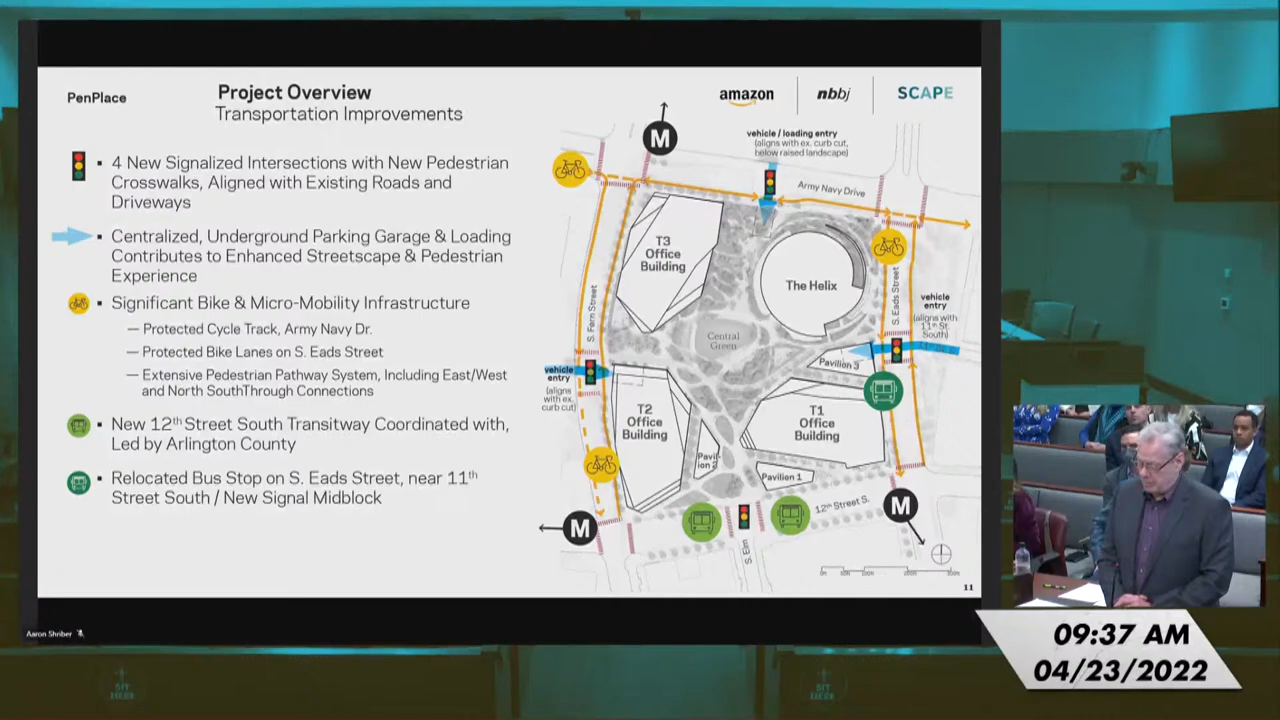 PenPlace
Project Overview
Transportation Improvements
amazon
nbbj
SCAPE
▪ 4 New Signalized Intersections with New Pedestrian
Crosswalks, Aligned with Existing Roads and
Driveways
▪ Centralized, Underground Parking Garage & Loading
Contributes to Enhanced Streetscape & Pedestrian
Experience
▪ Significant Bike & Micro-Mobility Infrastructure
— Protected Cycle Track, Army Navy Dr.
— Protected Bike Lanes on S. Eads Street
— Extensive Pedestrian Pathway System, Including East/West
and North SouthThrough Connections
▪ New 12th Street South Transitway Coordinated with,
Led by Arlington County
▪ Relocated Bus Stop on S. Eads Street, near 11th
Street South / New Signal Midblock
M
vehicle / loading entry
(aligns with ex. curb cut,
below raised landscape)
Army Navy Drive
T3
Office
Building
The Helix
S. Fern Street
S. Eads Street
Central
Green
vehicle
entry
(aligns with
11th St.
South)
Pavilion 3
vehicle
entry
(aligns
with ex.
curb cut)
T2
Office
Building
T1
Office
Building
Pavil-
ion 2
Pavilion 1
12th Street S.
M
M
S. Elm
11
Aaron Shriber
09:37 AM
04/23/2022
SIT
HERE
SIT
HERE